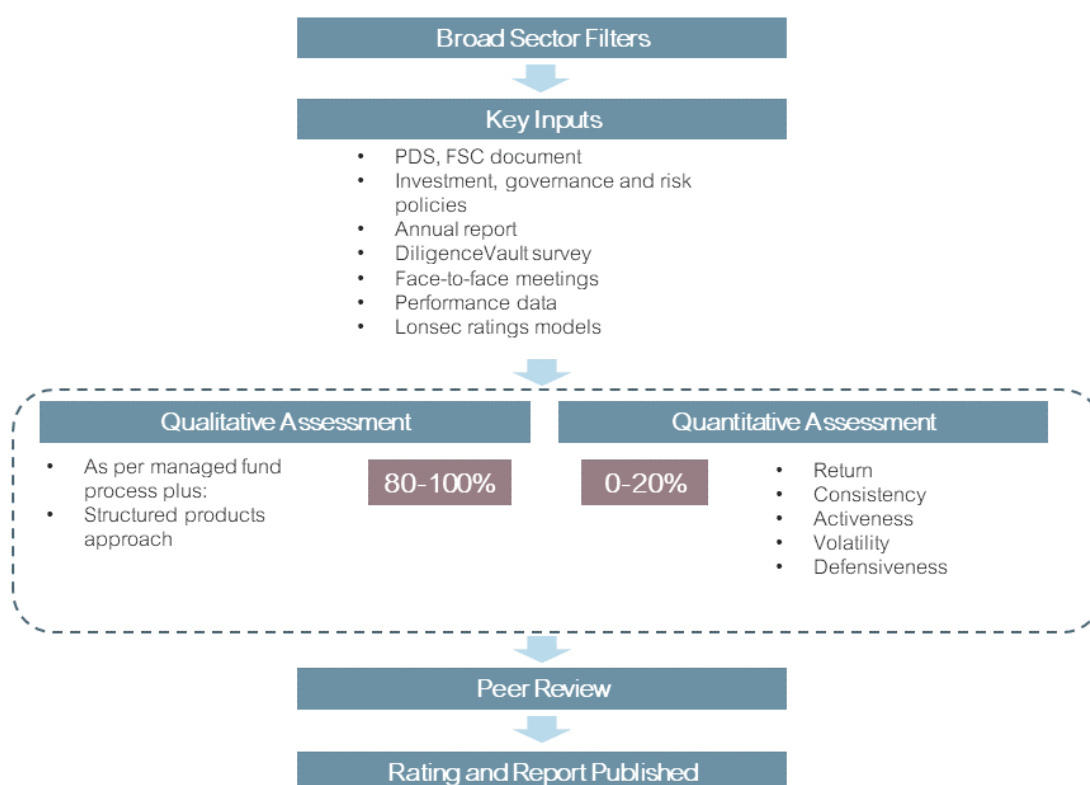 Broad Sector Filters
Key Inputs
• PDS, FSC document
• Investment, governance and risk
policies
• Annual report
• DiligenceVault survey
• Face-to-face meetings
• Performance data
• Lonsec ratings models
Qualitative Assessment
• As per managed fund
process plus:
• Structured products
approach
80-100%
Quantitative Assessment
0-20%
• Return
• Consistency
• Activeness
• Volatility
• Defensiveness
Peer Review
Rating and Report Published